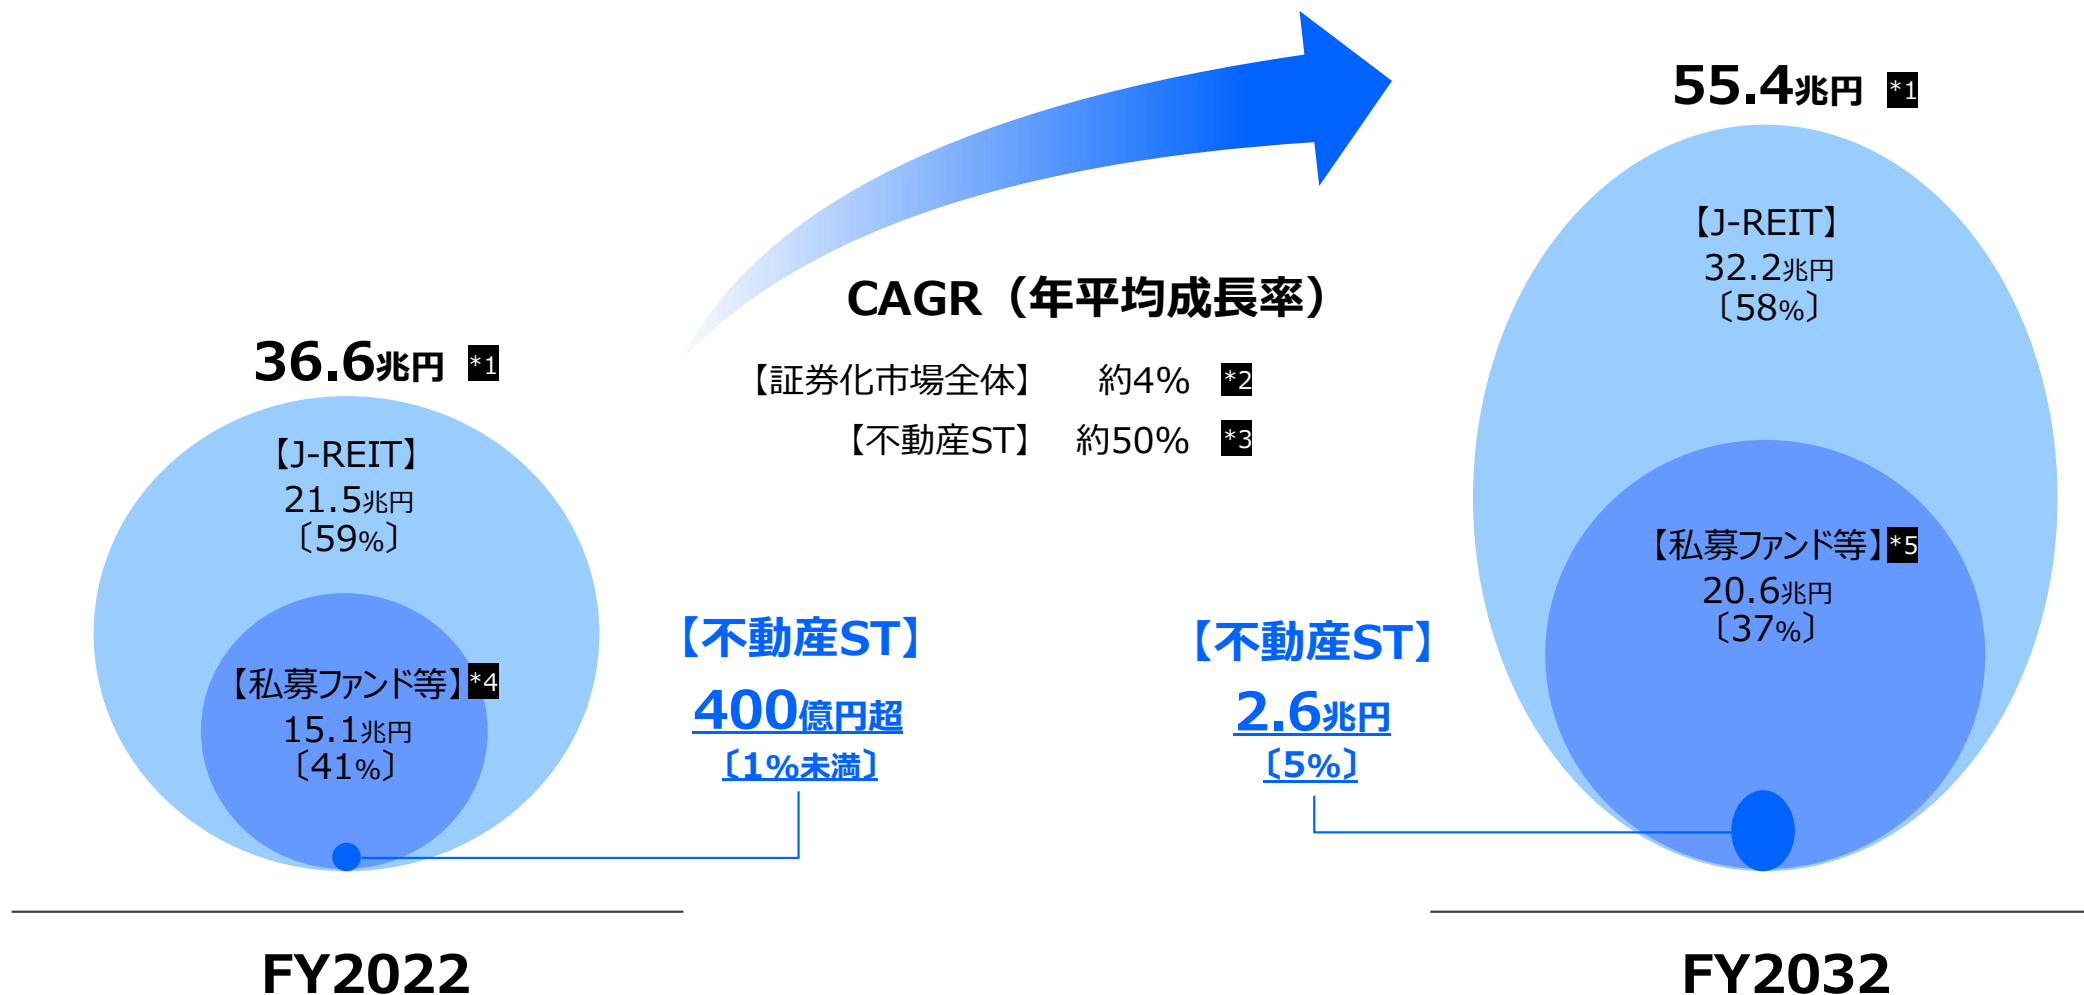 36.6兆円 *1
【J-REIT】
21.5兆円
〔59%〕
【私募ファンド等】*4
15.1兆円
〔41%〕
FY2022
CAGR（年平均成長率）
【証券化市場全体】 約4% *2
【不動産ST】 約50% *3
【不動産ST】
400億円超
〔1%未満〕
【不動産ST】
2.6兆円
〔5%〕
55.4兆円 *1
【J-REIT】
32.2兆円
〔58%〕
【私募ファンド等】*5
20.6兆円
〔37%〕
FY2032